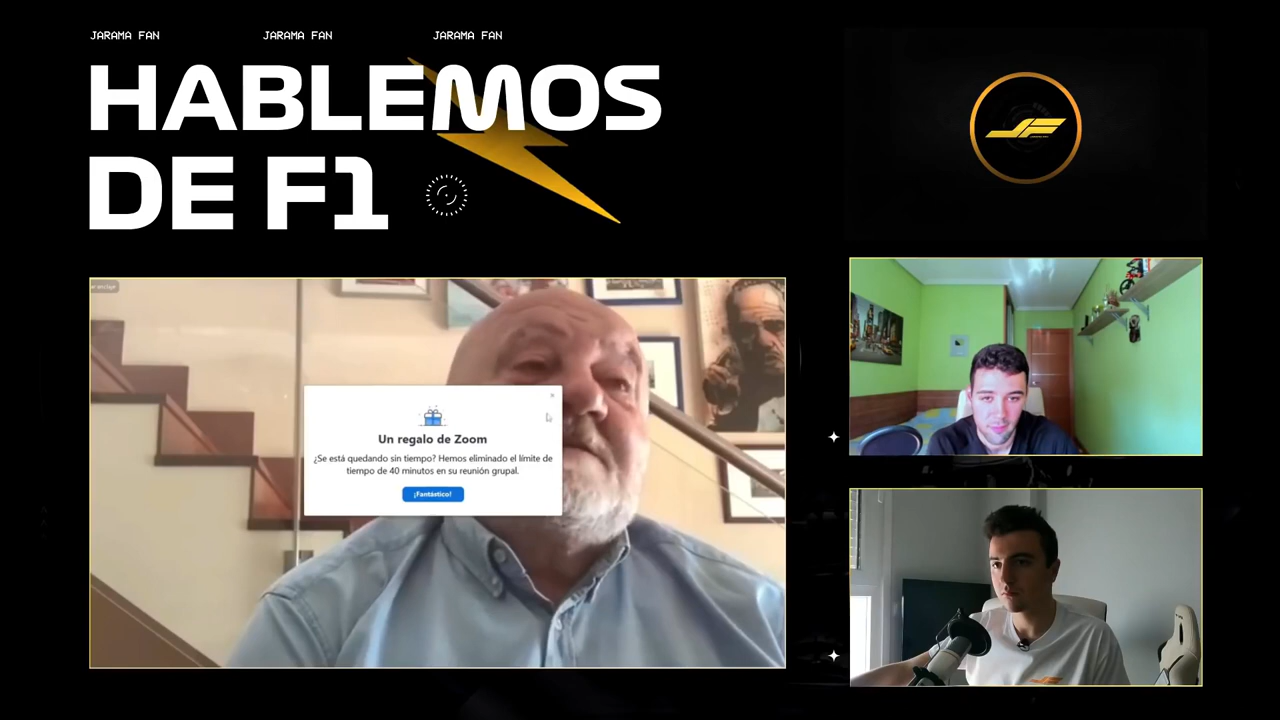 JARAMA FAN JARAMA FAN JARAMA FAN
HABLEMOS
DE F1
JF
Un regalo de Zoom
¿Se está quedando sin tiempo? Hemos eliminado el límite de
tiempo de 40 minutos en su reunión grupal.
¡Fantástico!